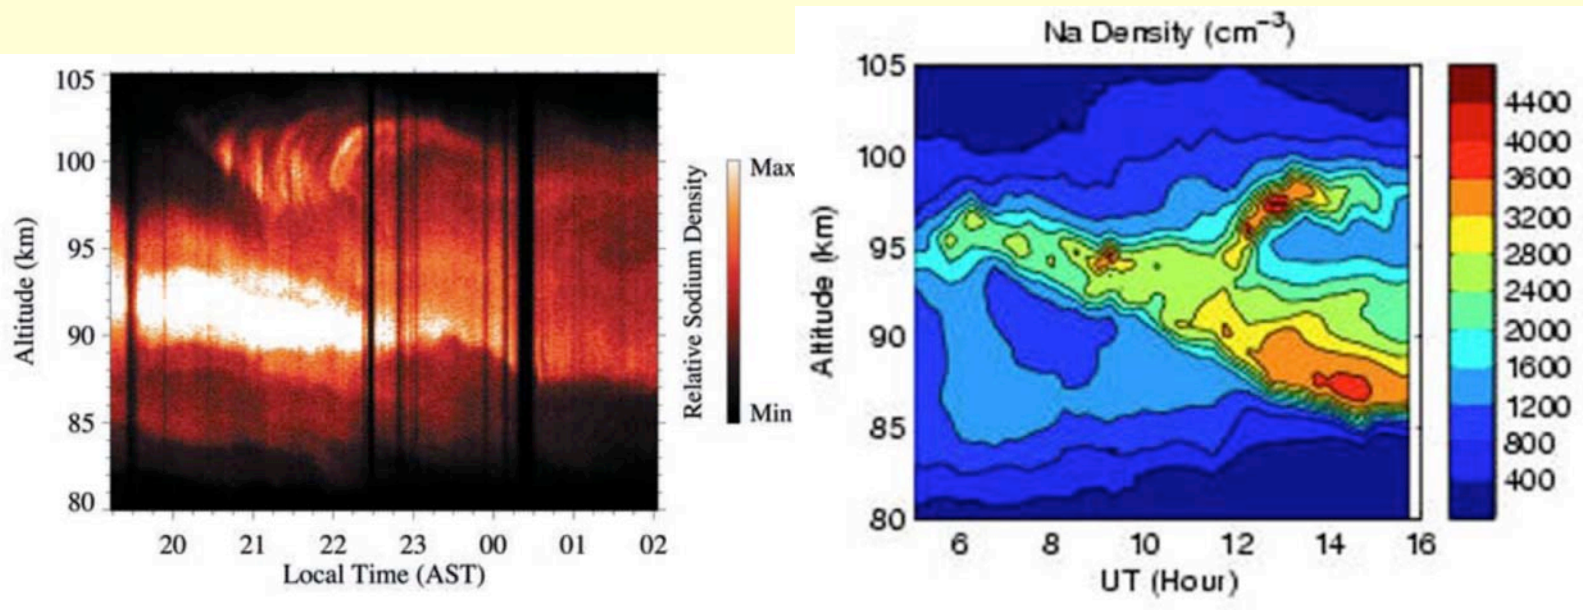 105
100
95
90
85
80
Altitude (km)
20 21 22 23 00 01 02
Local Time (AST)
Relative Sodium Density
Max
Min
Na Density (cm⁻³)
105
100
95
90
85
80
Altitude (km)
6 8 10 12 14 16
UT (Hour)
4400
4000
3600
3200
2800
2400
2000
1600
1200
800
400